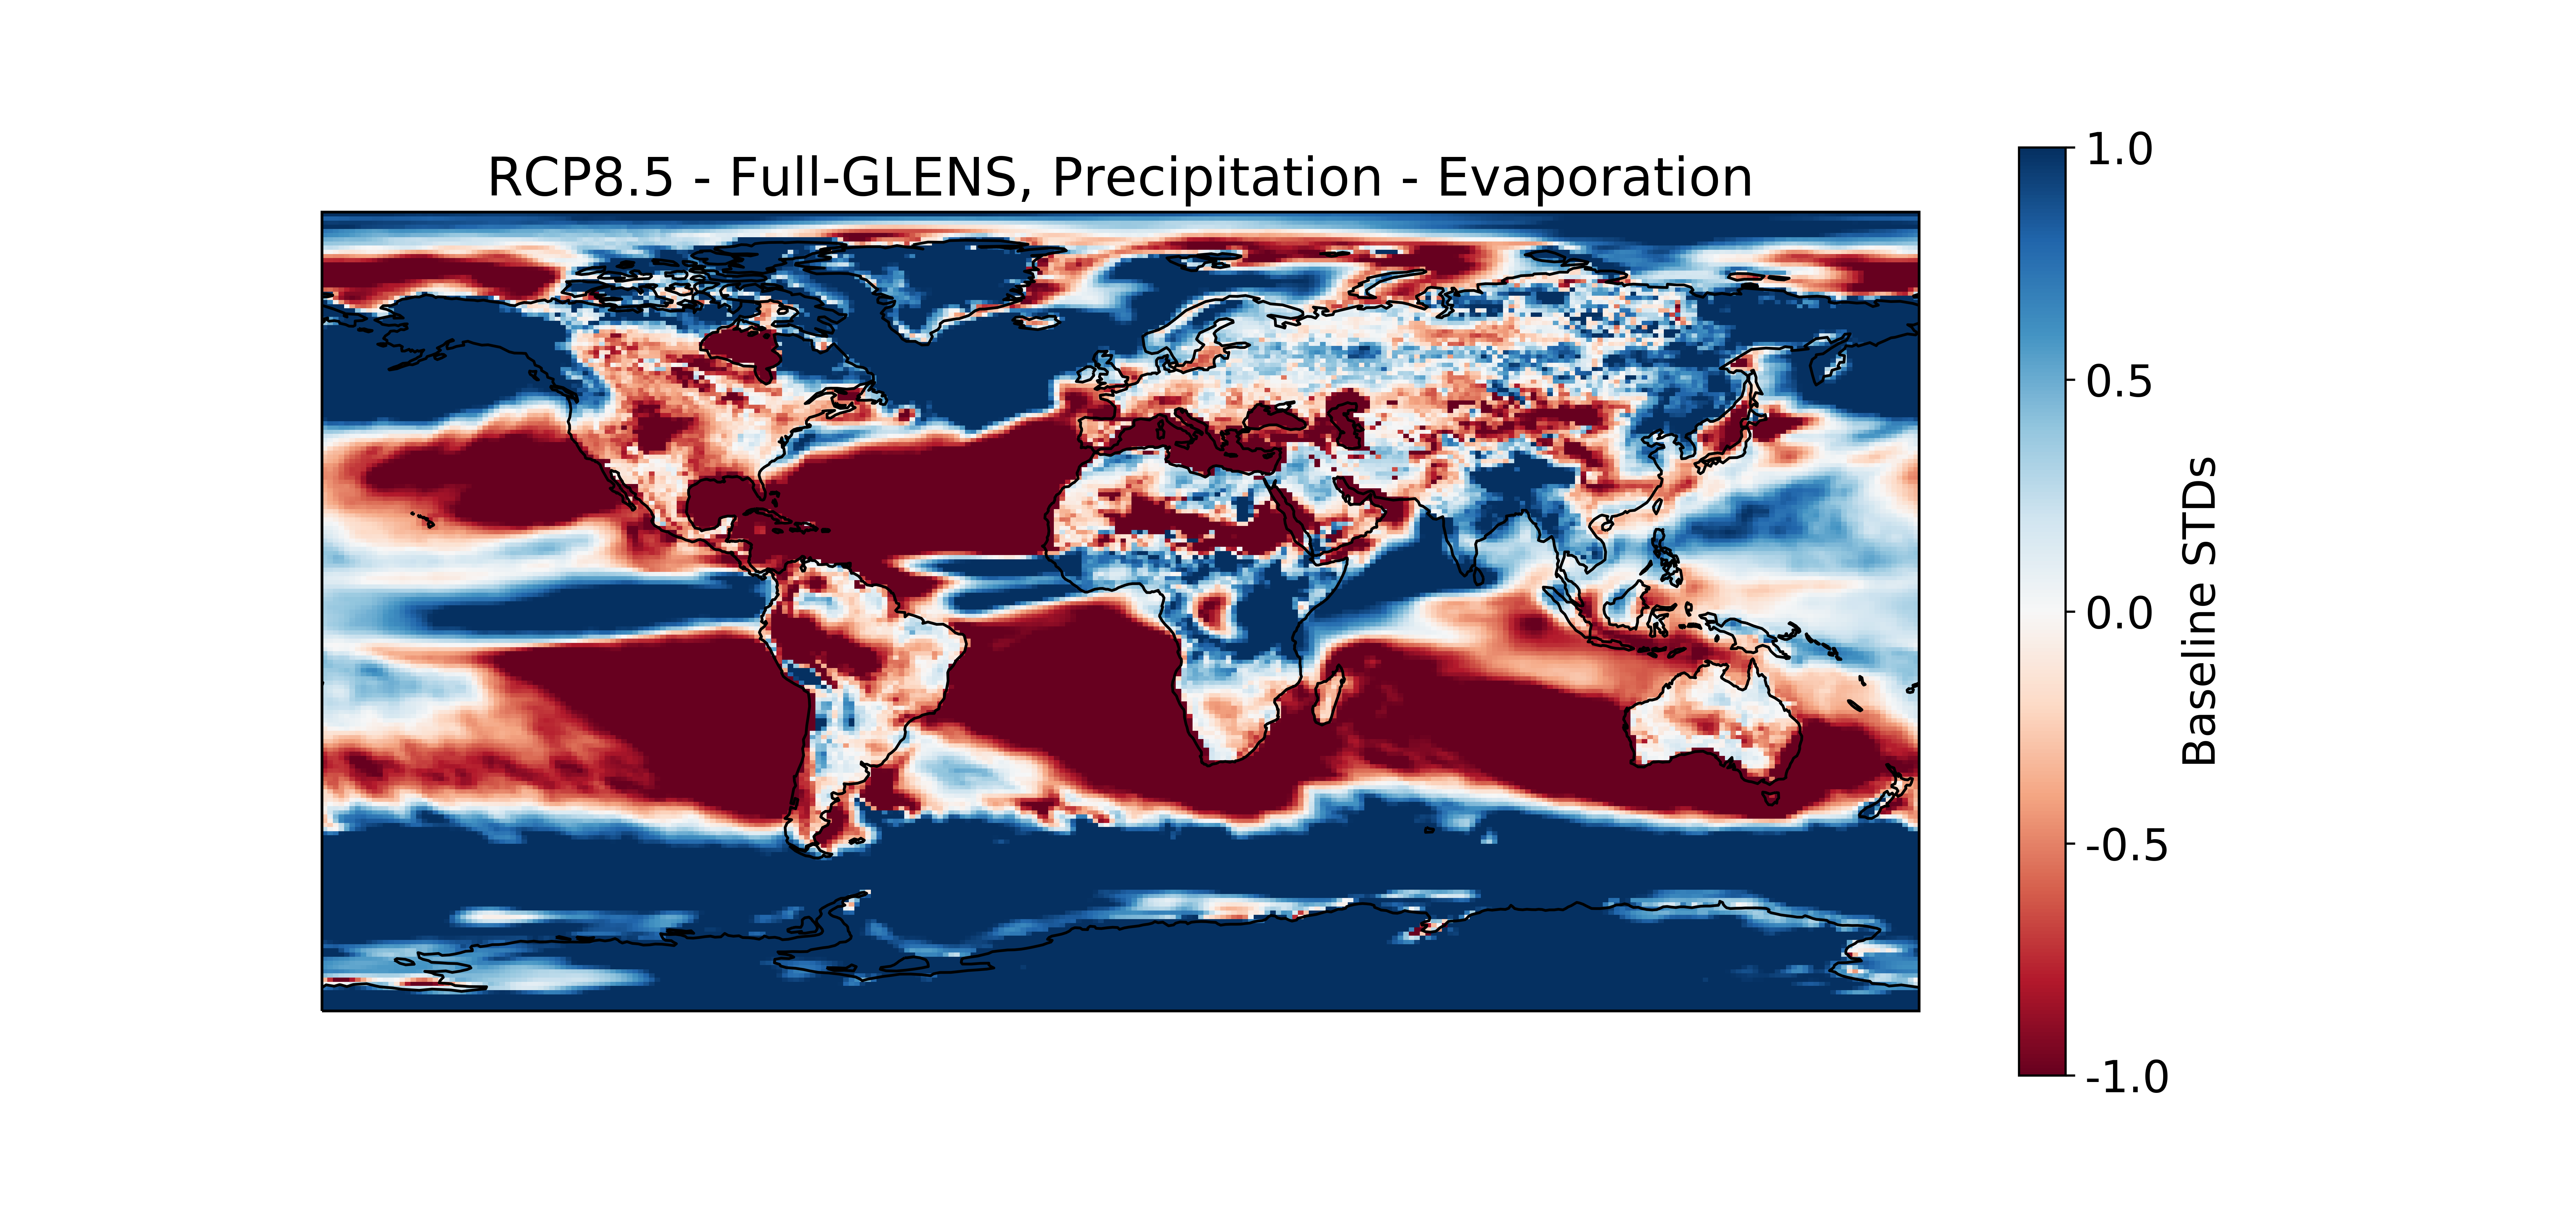 RCP8.5 - Full-GLENS, Precipitation - Evaporation
1.0
0.5
0.0
-0.5
-1.0
Baseline STDs